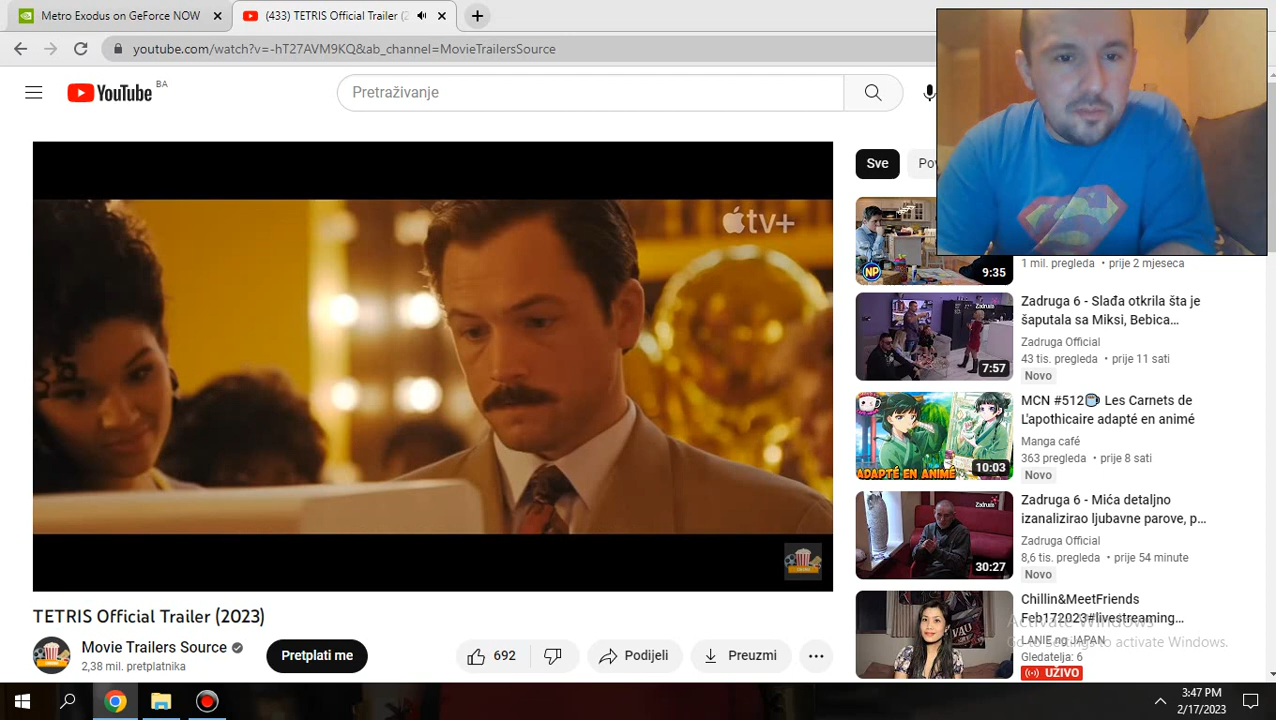 Metro Exodus on GeForce NOW
(433) TETRIS Official Trailer (2
youtube.com/watch?v=-hT27AVM9KQ&ab_channel=MovieTrailersSource
YouTube BA
Pretraživanje
Sve
Pov
tv+
TETRIS Official Trailer (2023)
Movie Trailers Source
2,38 mil. pretplatnika
Pretplati me
692
Podijeli
Preuzmi
NP
9:35
1 mil. pregleda • prije 2 mjeseca
Zadruga
7:57
Zadruga 6 - Slađa otkrila šta je
šaputala sa Miksi, Bebica...
Zadruga Official
43 tis. pregleda • prije 11 sati
Novo
ADAPTÉ EN ANIMÉ
10:03
MCN #512 Les Carnets de
L'apothicaire adapté en animé
Manga café
363 pregleda • prije 8 sati
Novo
Zadruga
30:27
Zadruga 6 - Mića detaljno
izanalizirao ljubavne parove, p...
Zadruga Official
8,6 tis. pregleda • prije 54 minute
Novo
Chillin&MeetFriends
Feb172023#livestreaming...
LANIE ng JAPAN
Gledatelja: 6
UŽIVO
Activate Windows
Go to Settings to activate Windows.
3:47 PM
2/17/2023